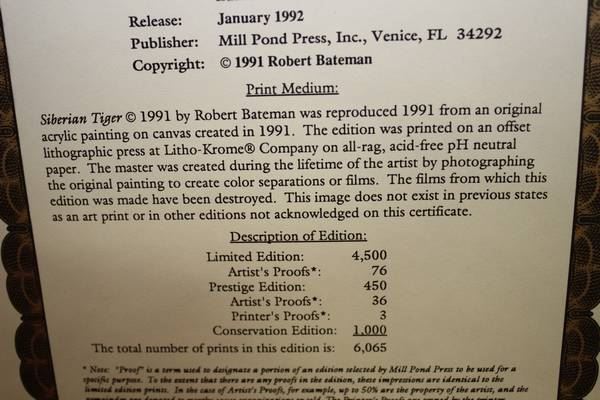 Release: January 1992
Publisher: Mill Pond Press, Inc., Venice, FL 34292
Copyright: © 1991 Robert Bateman
Print Medium:
Siberian Tiger © 1991 by Robert Bateman was reproduced 1991 from an original
acrylic painting on canvas created in 1991. The edition was printed on an offset
lithographic press at Litho-Krome® Company on all-rag, acid-free pH neutral
paper. The master was created during the lifetime of the artist by photographing
the original painting to create color separations or films. The films from which this
edition was made have been destroyed. This image does not exist in previous states
as an art print or in other editions not acknowledged on this certificate.
Description of Edition:
Limited Edition: 4,500
Artist's Proofs*: 76
Prestige Edition: 450
Artist's Proofs*: 36
Printer's Proofs*: 3
Conservation Edition: 1,000
The total number of prints in this edition is: 6,065
* Note: "Proof" is a term used to designate a portion of an edition selected by Mill Pond Press to be used for a
specific purpose. To the extent that there are any proofs in the edition, these impressions are identical to the
limited edition prints. In the case of Artist's Proofs, for example, up to 50% are the property of the artist, and the